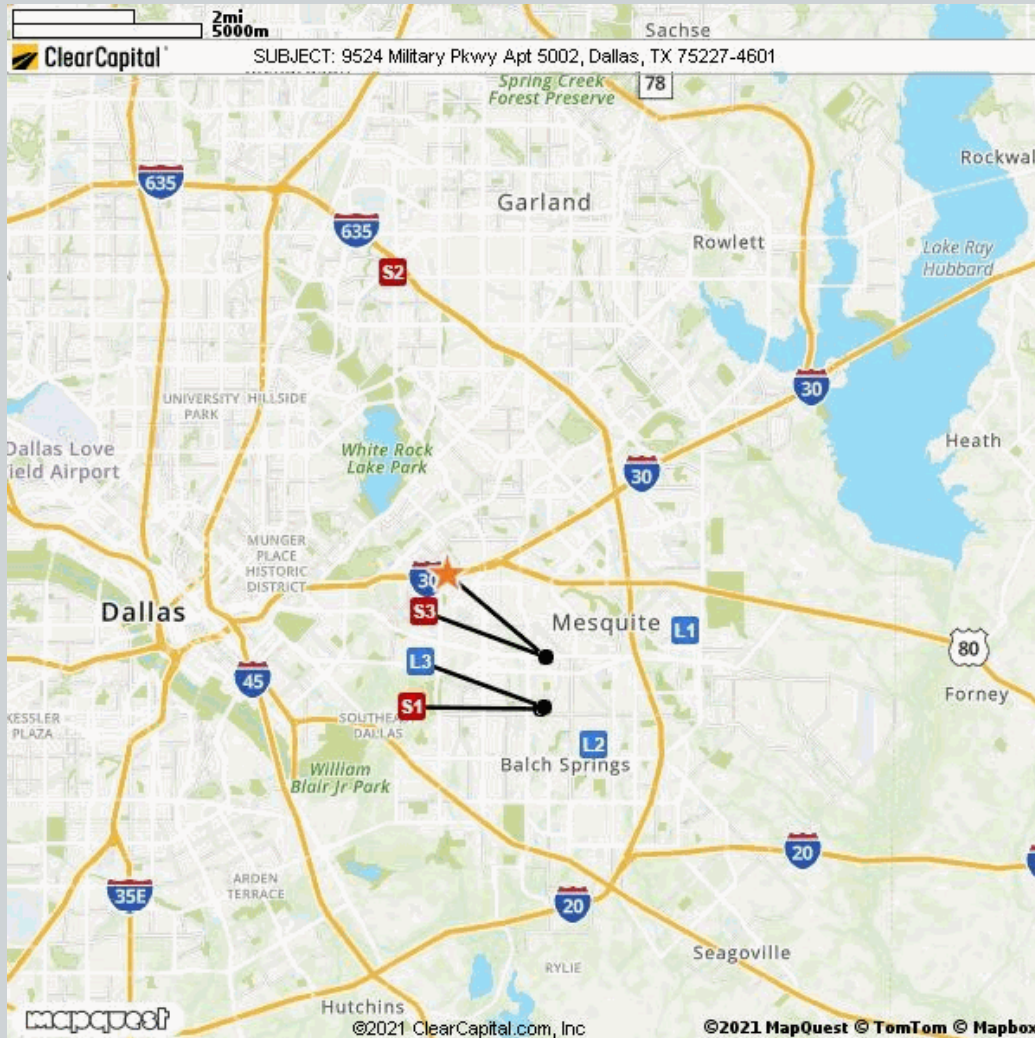 2mi
5000m
ClearCapital
SUBJECT: 9524 Military Pkwy Apt 5002, Dallas, TX 75227-4601
Sachse
Spring Creek
Forest Preserve
78
Rockwal
635
Garland
635
Rowlett
Lake Ray
Hubbard
S2
30
UNIVERSITY
PARK
HILLSIDE
Dallas Love
ield Airport
White Rock
Lake Park
Heath
30
MUNGER
PLACE
HISTORIC
DISTRICT
30
Dallas
S3
Mesquite
L1
L3
80
45
Forney
KESSLER
PLAZA
S1
SOUTHEA
DALLAS
L2
Balch Springs
William
Blair Jr Park
20
35E
ARDEN
TERRACE
20
Seagoville
RYLIE
Hutchins
mapquest
©2021 ClearCapital.com, Inc
©2021 MapQuest © TomTom © Mapbox